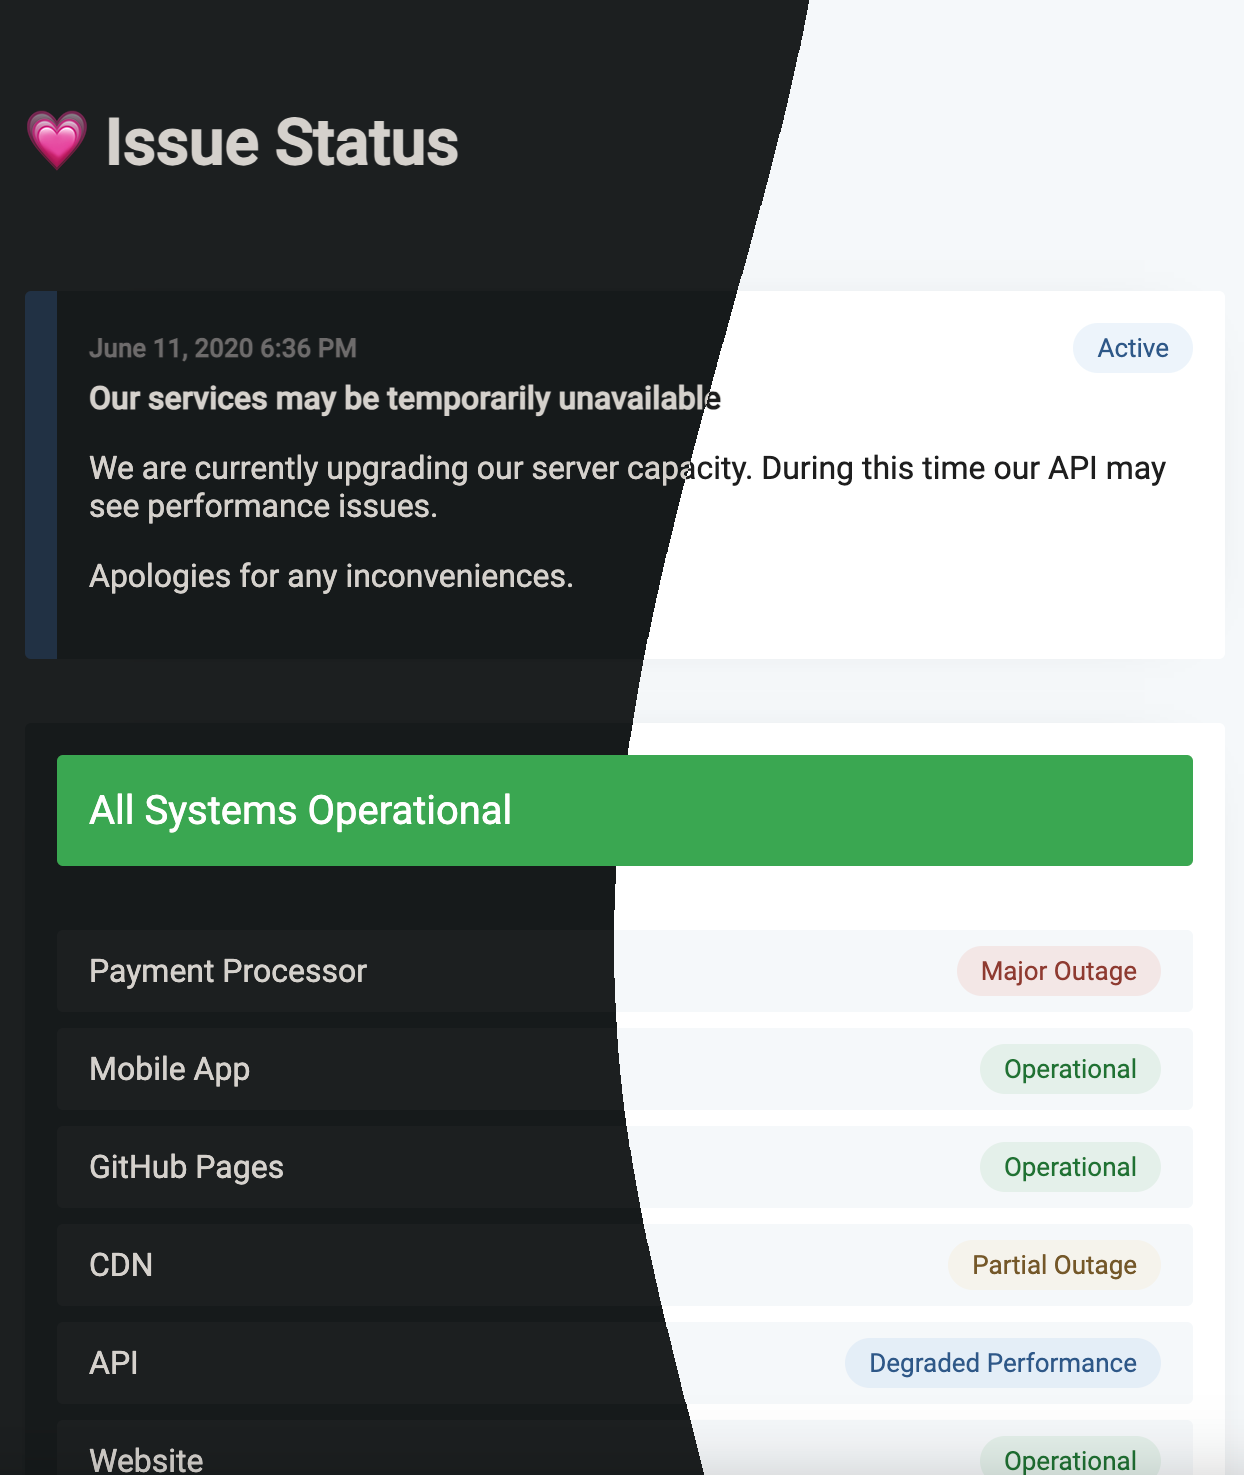 💗 Issue Status
June 11, 2020 6:36 PM
Active
Our services may be temporarily unavailable
We are currently upgrading our server capacity. During this time our API may
see performance issues.
Apologies for any inconveniences.
All Systems Operational
Payment Processor
Major Outage
Mobile App
Operational
GitHub Pages
Operational
CDN
Partial Outage
API
Degraded Performance
Website
Operational